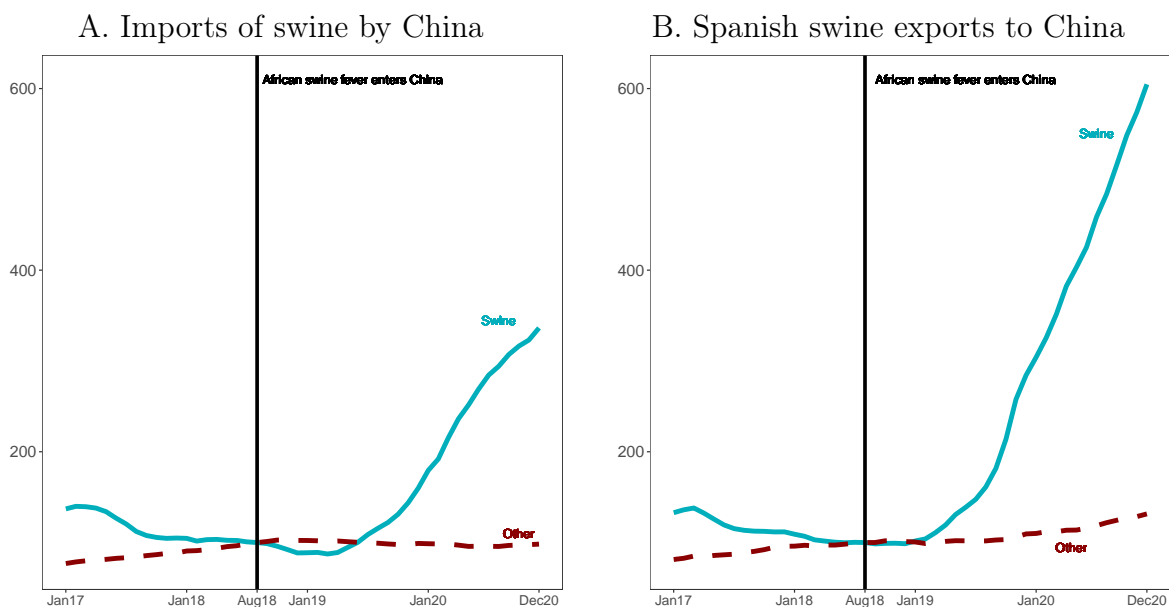 A. Imports of swine by China
African swine fever enters China
600
400
200
Swine
Other
Jan17
Jan18
Aug18
Jan19
Jan20
Dec20
B. Spanish swine exports to China
African swine fever enters China
600
400
200
Swine
Other
Jan17
Jan18
Aug18
Jan19
Jan20
Dec20